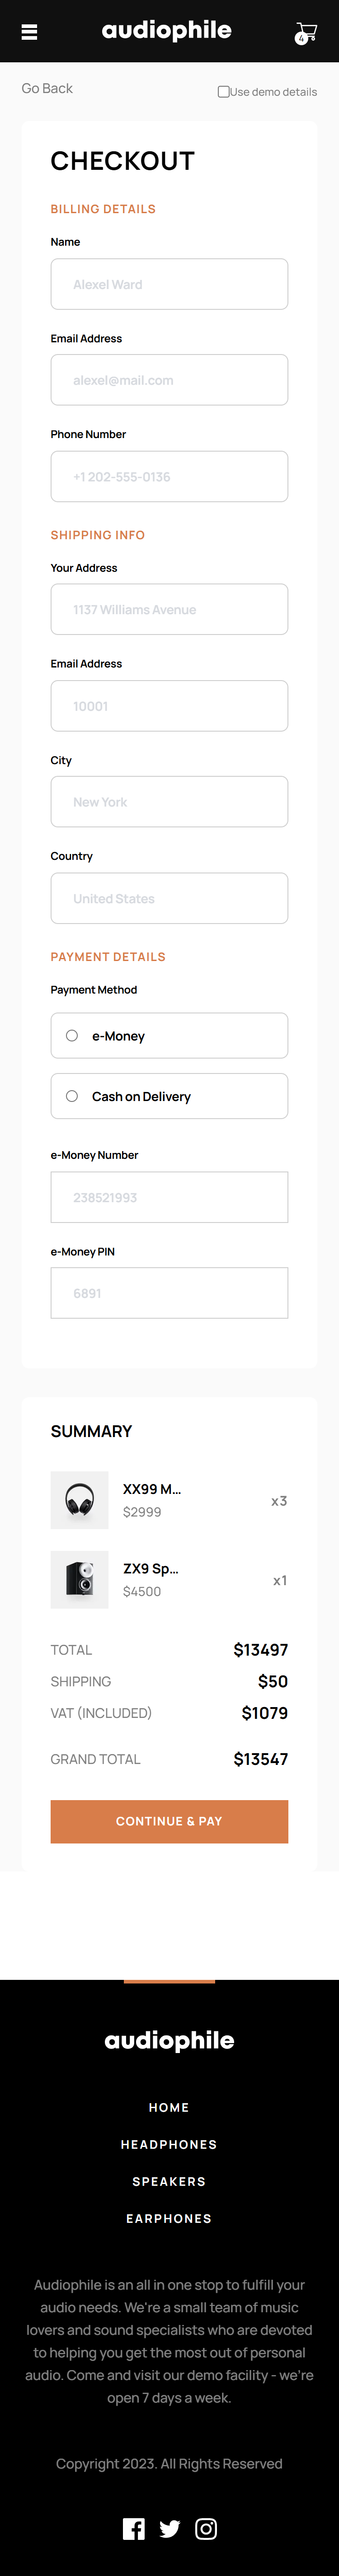 audiophile
4
Go Back
Use demo details
CHECKOUT
BILLING DETAILS
Name
Alexel Ward
Email Address
alexel@mail.com
Phone Number
+1 202-555-0136
SHIPPING INFO
Your Address
1137 Williams Avenue
Email Address
10001
City
New York
Country
United States
PAYMENT DETAILS
Payment Method
e-Money
Cash on Delivery
e-Money Number
238521993
e-Money PIN
6891
SUMMARY
XX99 M...
$2999
x3
ZX9 Sp...
$4500
x1
TOTAL $13497
SHIPPING $50
VAT (INCLUDED) $1079
GRAND TOTAL $13547
CONTINUE & PAY
audiophile
HOME
HEADPHONES
SPEAKERS
EARPHONES
Audiophile is an all in one stop to fulfill your
audio needs. We're a small team of music
lovers and sound specialists who are devoted
to helping you get the most out of personal
audio. Come and visit our demo facility - we're
open 7 days a week.
Copyright 2023. All Rights Reserved